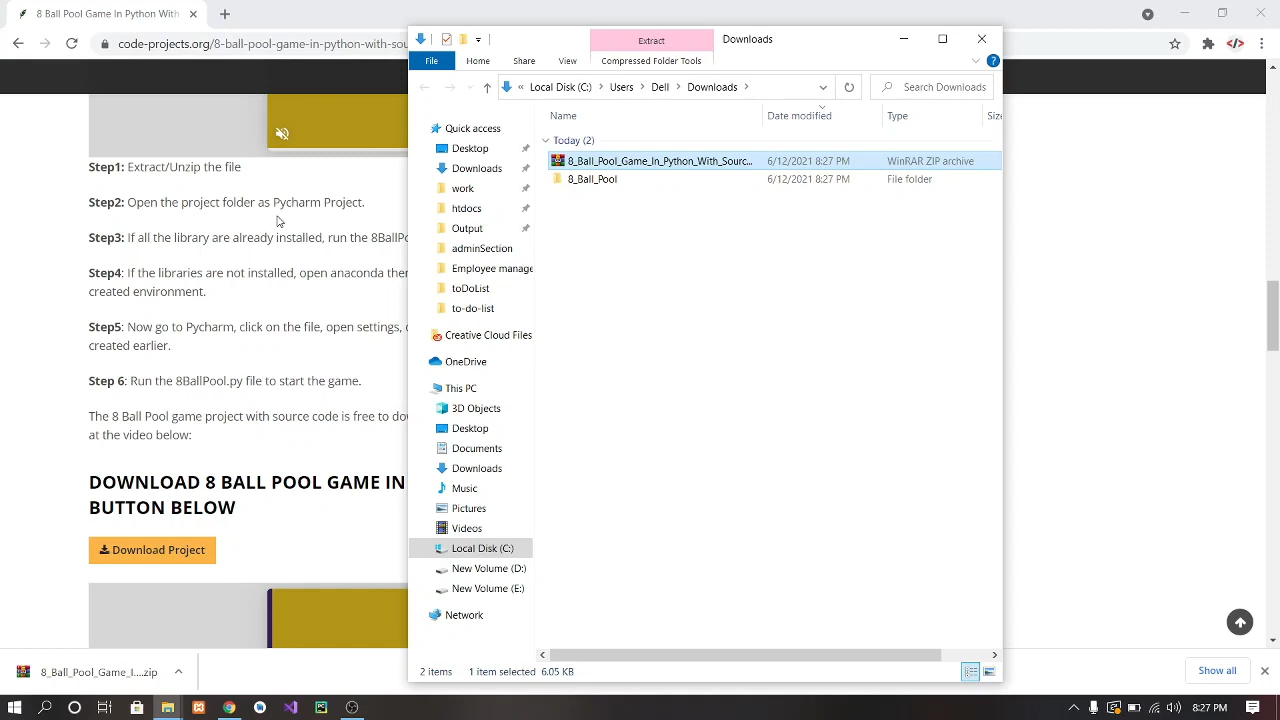 8 Ball Pool Game In Python With
code-projects.org/8-ball-pool-game-in-python-with-sou
Step1: Extract/Unzip the file
Step2: Open the project folder as Pycharm Project.
Step3: If all the library are already installed, run the 8BallPo
Step4: If the libraries are not installed, open anaconda the
created environment.
Step5: Now go to Pycharm, click on the file, open settings,
created earlier.
Step 6: Run the 8BallPool.py file to start the game.
The 8 Ball Pool game project with source code is free to do
at the video below:
DOWNLOAD 8 BALL POOL GAME IN
BUTTON BELOW
Download Project
Extract
Downloads
File
Home
Share
View
Compressed Folder Tools
« Local Disk (C:) > Users > Dell > Downloads >
Search Downloads
Name
Date modified
Type
Size
Today (2)
8_Ball_Pool_Game_In_Python_With_Sourc...
6/12/2021 8:27 PM
WinRAR ZIP archive
8_Ball_Pool
6/12/2021 8:27 PM
File folder
Quick access
Desktop
Downloads
work
htdocs
Output
adminSection
Employee manage
toDoList
to-do-list
Creative Cloud Files
OneDrive
This PC
3D Objects
Desktop
Documents
Downloads
Music
Pictures
Videos
Local Disk (C:)
New Volume (D:)
New Volume (E:)
Network
2 items
1 item selected 6.05 KB
8_Ball_Pool_Game_I....zip
Show all
8:27 PM